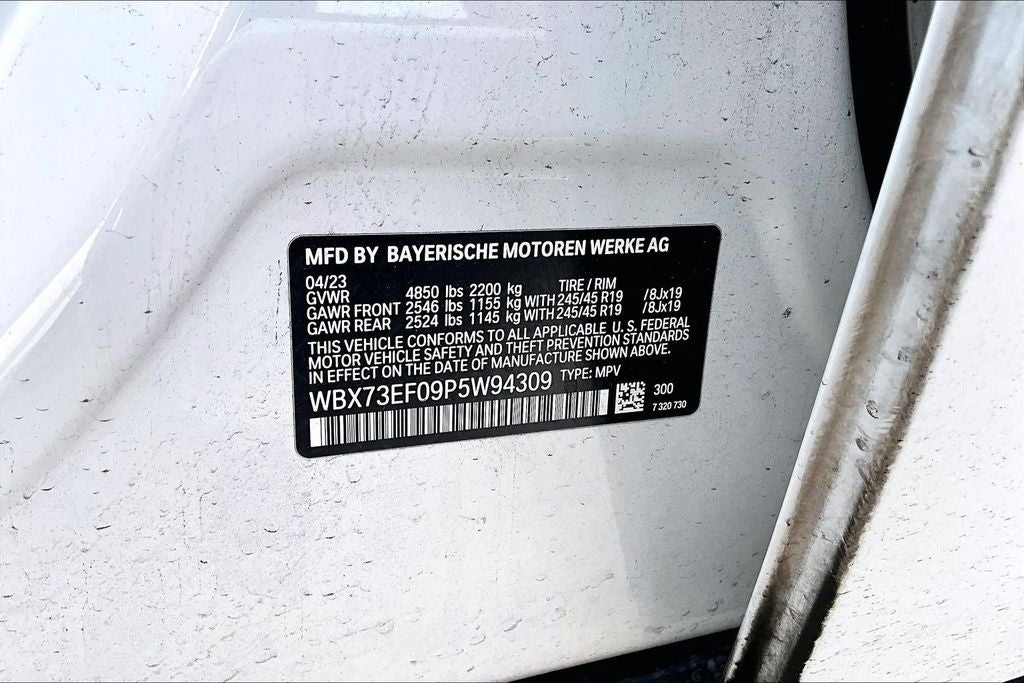 MFD BY BAYERISCHE MOTOREN WERKE AG
04/23
GVWR 4850 lbs 2200 kg TIRE / RIM
GAWR FRONT 2546 lbs 1155 kg WITH 245/45 R19 /8Jx19
GAWR REAR 2524 lbs 1145 kg WITH 245/45 R19 /8Jx19
THIS VEHICLE CONFORMS TO ALL APPLICABLE U.S. FEDERAL
MOTOR VEHICLE SAFETY AND THEFT PREVENTION STANDARDS
IN EFFECT ON THE DATE OF MANUFACTURE SHOWN ABOVE.
WBX73EF09P5W94309 TYPE: MPV
300
7 320 730